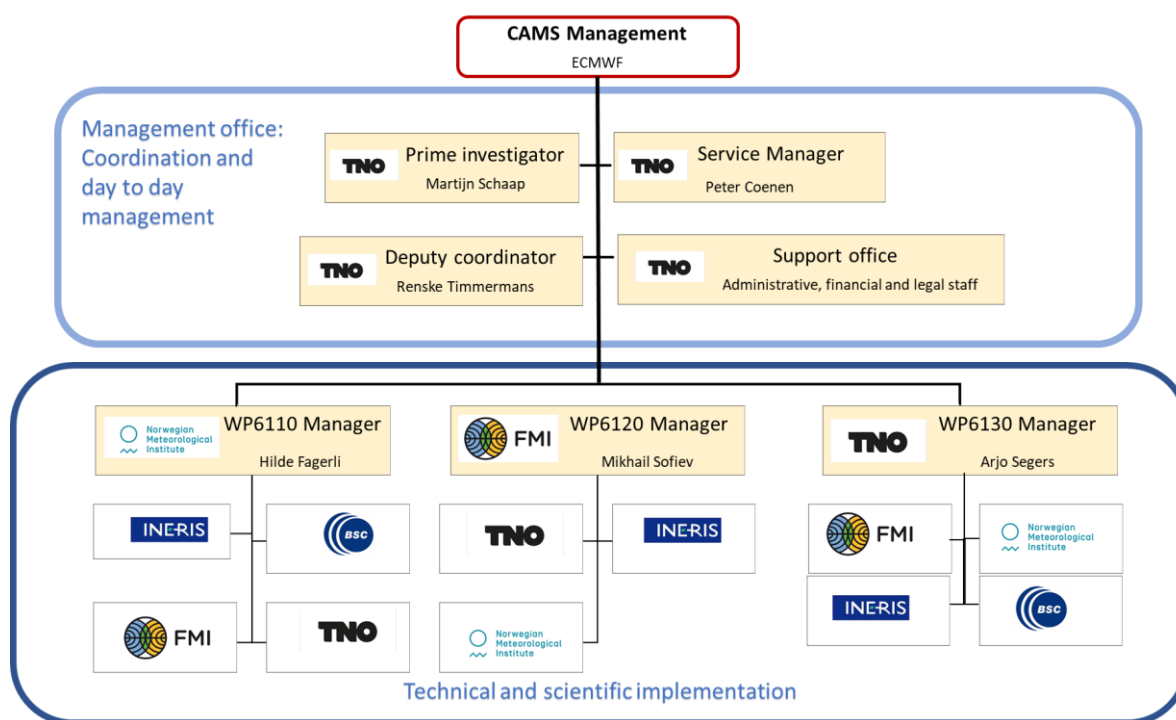 CAMS Management
ECMWF
Management office:
Coordination and
day to day
management
TNO
Prime investigator
Martijn Schaap
TNO
Service Manager
Peter Coenen
TNO
Deputy coordinator
Renske Timmermans
TNO
Support office
Administrative, financial and legal staff
Norwegian
Meteorological
Institute
WP6110 Manager
Hilde Fagerli
FMI
WP6120 Manager
Mikhail Sofiev
TNO
WP6130 Manager
Arjo Segers
INERIS
BSC
TNO
INERIS
FMI
Norwegian
Meteorological
Institute
FMI
TNO
Norwegian
Meteorological
Institute
INERIS
BSC
Technical and scientific implementation